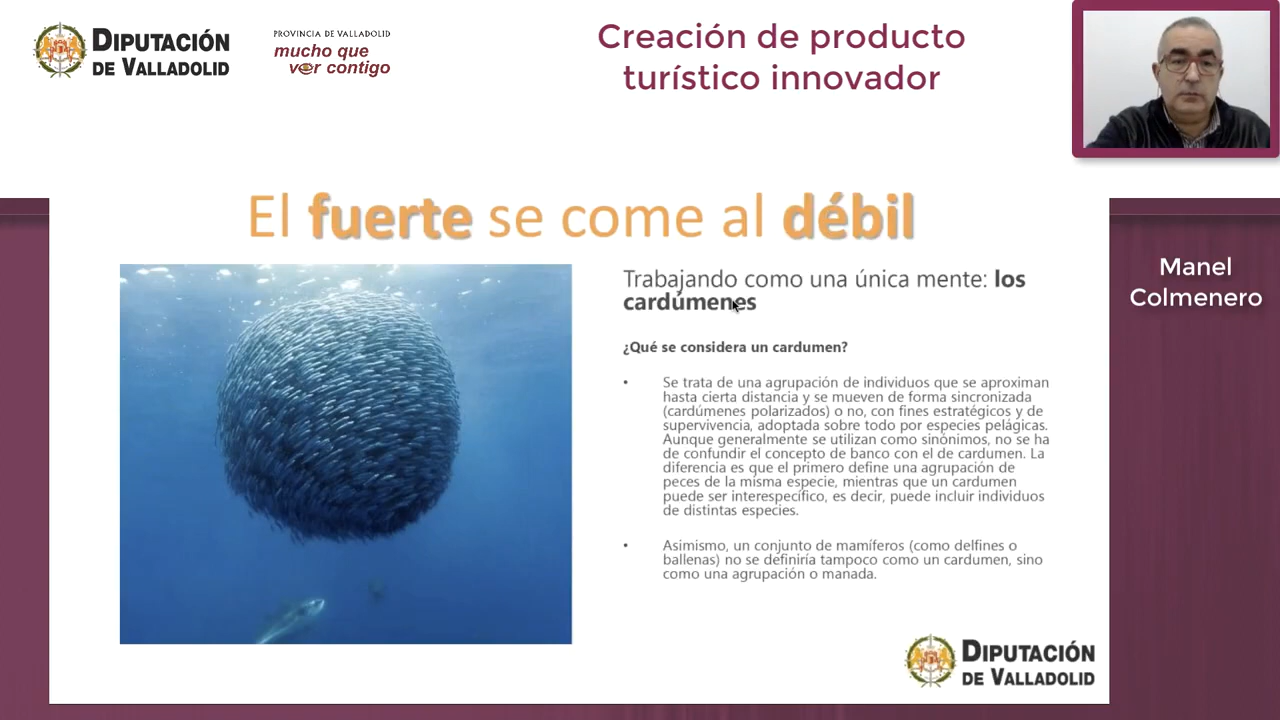 DIPUTACIÓN
DE VALLADOLID
PROVINCIA DE VALLADOLID
mucho que
ver contigo
Creación de producto
turístico innovador
El fuerte se come al débil
Trabajando como una única mente: los
cardúmenes
¿Qué se considera un cardumen?
• Se trata de una agrupación de individuos que se aproximan
hasta cierta distancia y se mueven de forma sincronizada
(cardúmenes polarizados) o no, con fines estratégicos y de
supervivencia, adoptada sobre todo por especies pelágicas.
Aunque generalmente se utilizan como sinónimos, no se ha
de confundir el concepto de banco con el de cardumen. La
diferencia es que el primero define una agrupación de
peces de la misma especie, mientras que un cardumen
puede ser interespecífico, es decir, puede incluir individuos
de distintas especies.
• Asimismo, un conjunto de mamíferos (como delfines o
ballenas) no se definiría tampoco como un cardumen, sino
como una agrupación o manada.
Manel
Colmenero
DIPUTACIÓN
DE VALLADOLID